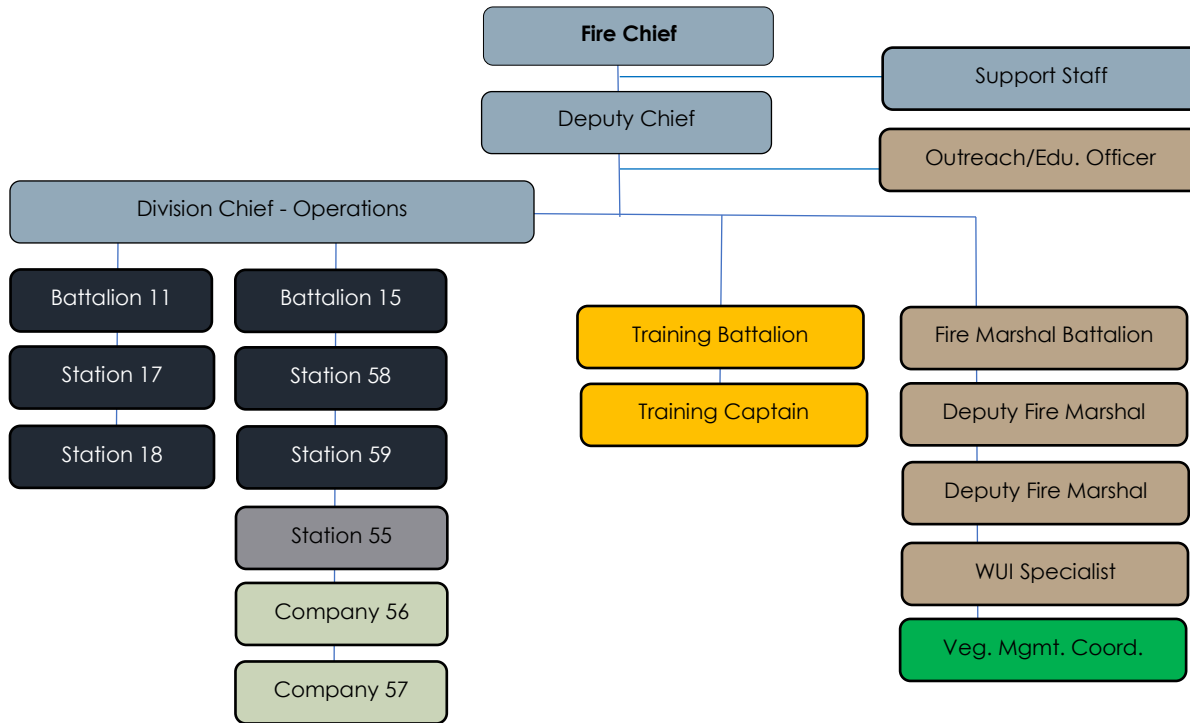 Fire Chief
Support Staff
Deputy Chief
Outreach/Edu. Officer
Division Chief - Operations
Battalion 11
Station 17
Station 18
Battalion 15
Station 58
Station 59
Station 55
Company 56
Company 57
Training Battalion
Training Captain
Fire Marshal Battalion
Deputy Fire Marshal
Deputy Fire Marshal
WUI Specialist
Veg. Mgmt. Coord.